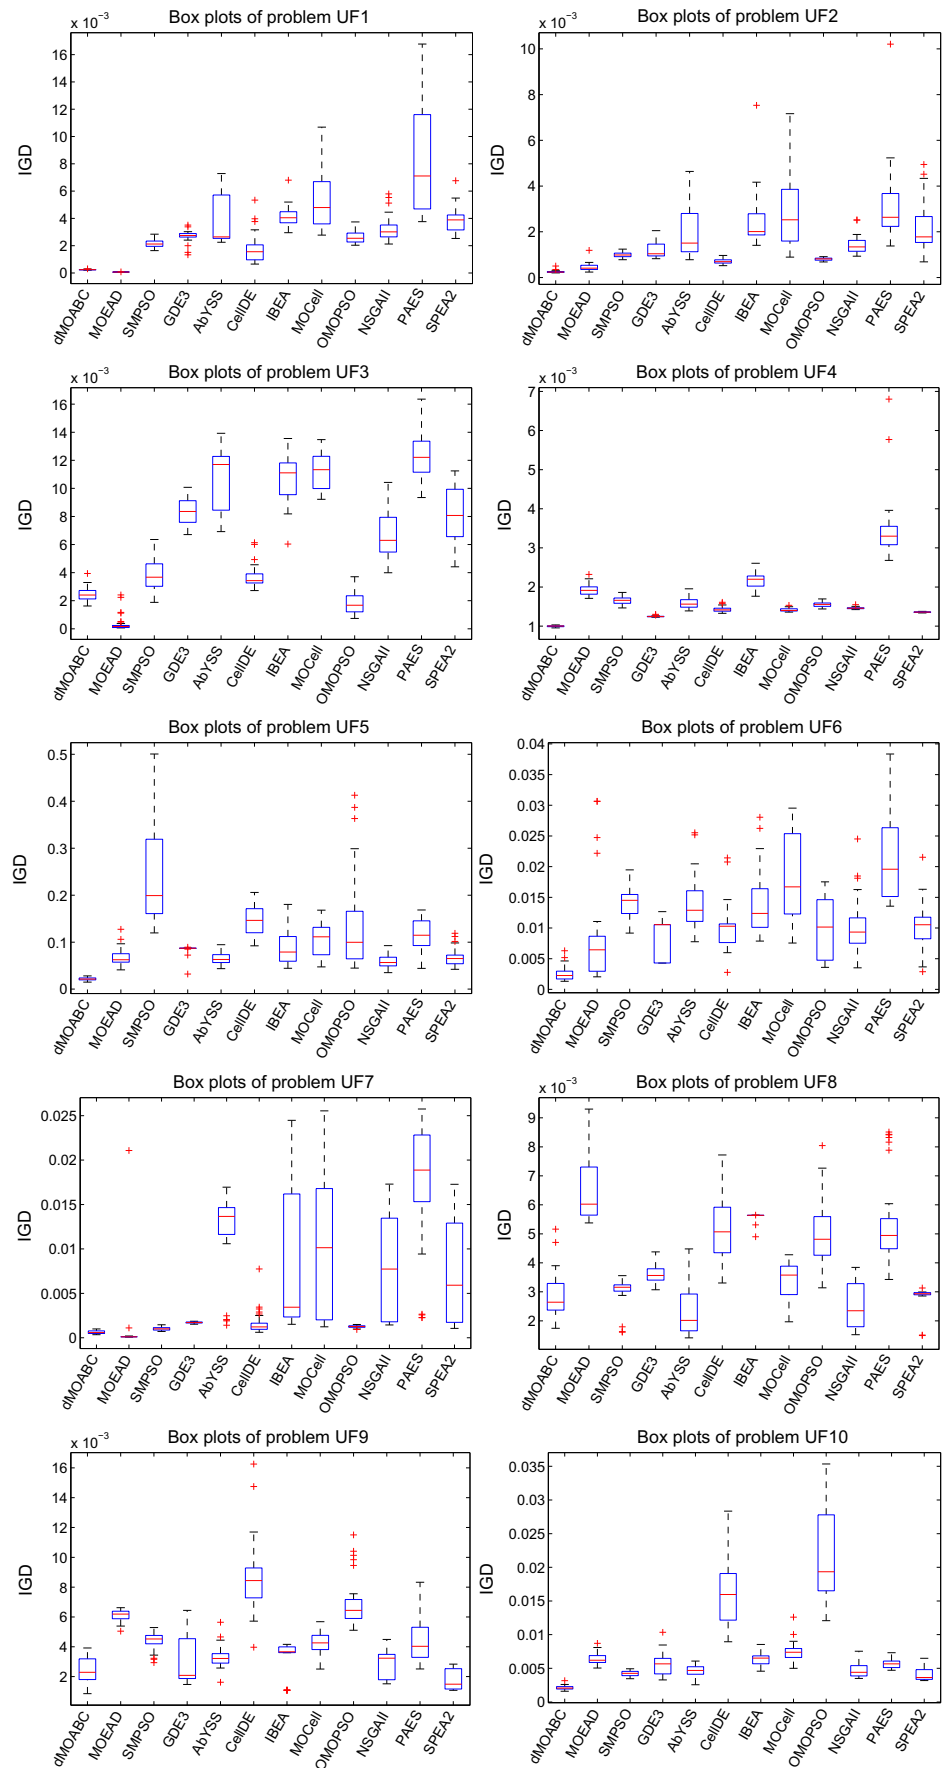 Box plots of problem UF1
x 10⁻³
16
14
12
10
8
6
4
2
0
IGD
dMOABC MOEAD SMPSO GDE3 AbYSS CellDE IBEA MOCell OMOPSO NSGAII PAES SPEA2
Box plots of problem UF2
x 10⁻³
10
8
6
4
2
0
IGD
dMOABC MOEAD SMPSO GDE3 AbYSS CellDE IBEA MOCell OMOPSO NSGAII PAES SPEA2
Box plots of problem UF3
x 10⁻³
16
14
12
10
8
6
4
2
0
IGD
dMOABC MOEAD SMPSO GDE3 AbYSS CellDE IBEA MOCell OMOPSO NSGAII PAES SPEA2
Box plots of problem UF4
x 10⁻³
7
6
5
4
3
2
1
IGD
dMOABC MOEAD SMPSO GDE3 AbYSS CellDE IBEA MOCell OMOPSO NSGAII PAES SPEA2
Box plots of problem UF5
0.5
0.4
0.3
0.2
0.1
0
IGD
dMOABC MOEAD SMPSO GDE3 AbYSS CellDE IBEA MOCell OMOPSO NSGAII PAES SPEA2
Box plots of problem UF6
0.04
0.035
0.03
0.025
0.02
0.015
0.01
0.005
0
IGD
dMOABC MOEAD SMPSO GDE3 AbYSS CellDE IBEA MOCell OMOPSO NSGAII PAES SPEA2
Box plots of problem UF7
0.025
0.02
0.015
0.01
0.005
0
IGD
dMOABC MOEAD SMPSO GDE3 AbYSS CellDE IBEA MOCell OMOPSO NSGAII PAES SPEA2
Box plots of problem UF8
x 10⁻³
9
8
7
6
5
4
3
2
IGD
dMOABC MOEAD SMPSO GDE3 AbYSS CellDE IBEA MOCell OMOPSO NSGAII PAES SPEA2
Box plots of problem UF9
x 10⁻³
16
14
12
10
8
6
4
2
IGD
dMOABC MOEAD SMPSO GDE3 AbYSS CellDE IBEA MOCell OMOPSO NSGAII PAES SPEA2
Box plots of problem UF10
0.035
0.03
0.025
0.02
0.015
0.01
0.005
0
IGD
dMOABC MOEAD SMPSO GDE3 AbYSS CellDE IBEA MOCell OMOPSO NSGAII PAES SPEA2